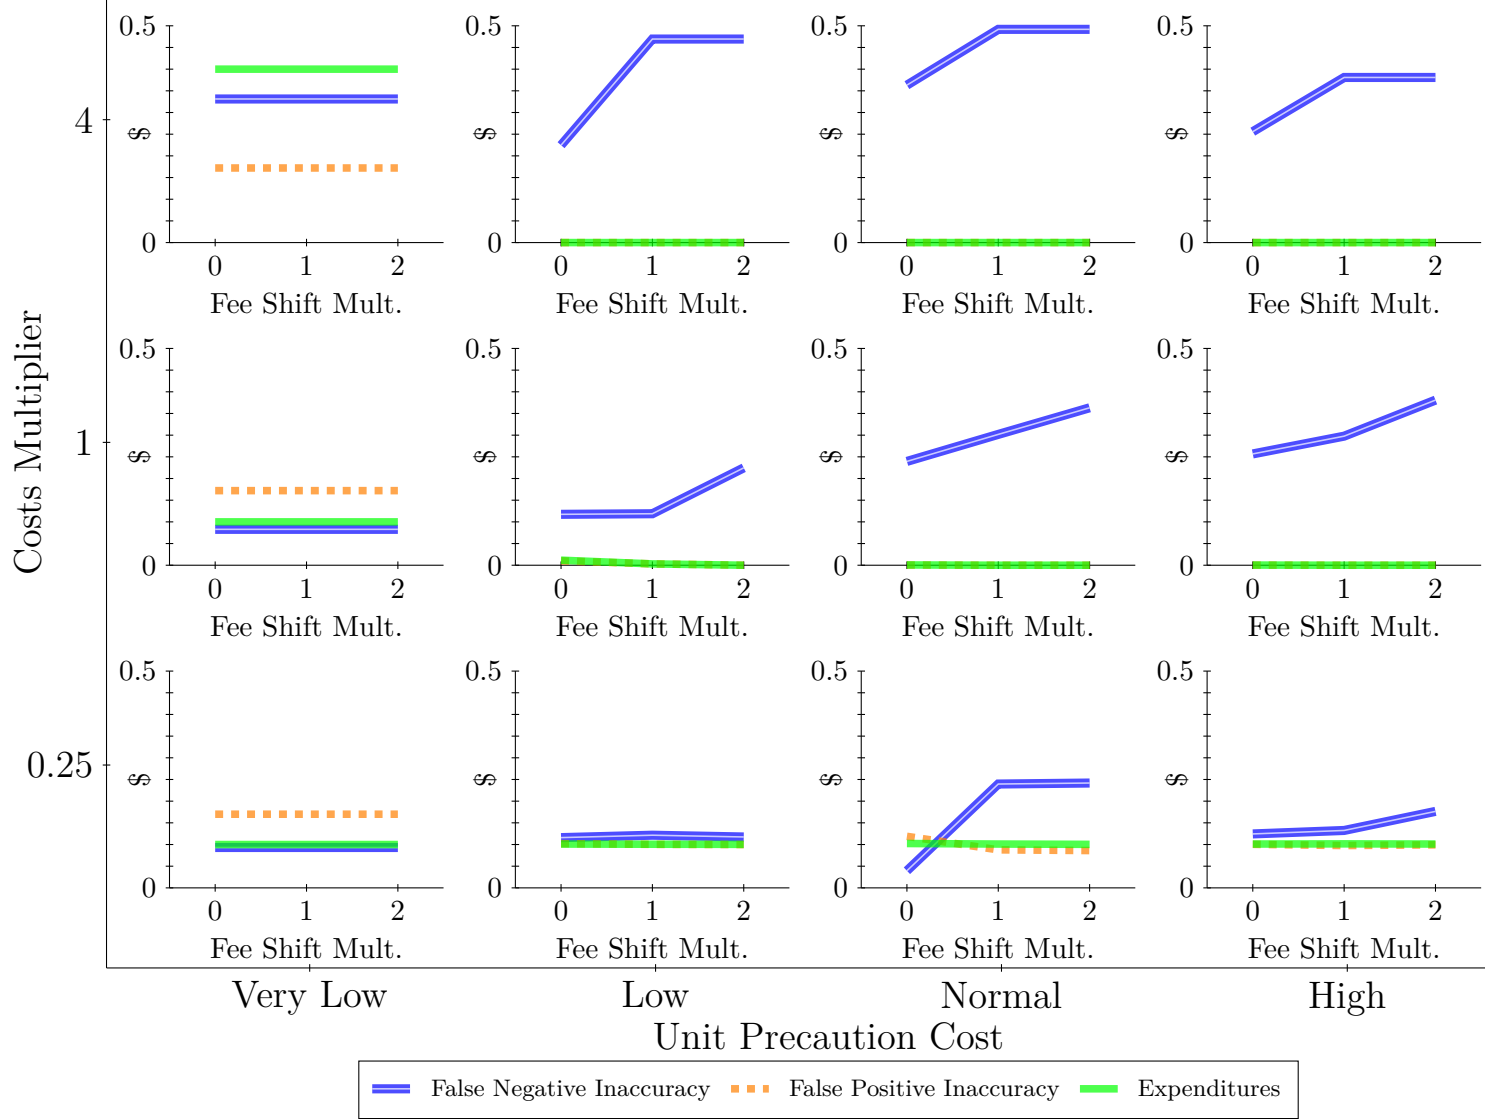 0.5 0.5 0.5 0.5
4 $ $ $ $
0 0 0 0
0 1 2 0 1 2 0 1 2 0 1 2
Fee Shift Mult. Fee Shift Mult. Fee Shift Mult. Fee Shift Mult.
Costs Multiplier
0.5 0.5 0.5 0.5
1 $ $ $ $
0 0 0 0
0 1 2 0 1 2 0 1 2 0 1 2
Fee Shift Mult. Fee Shift Mult. Fee Shift Mult. Fee Shift Mult.
0.5 0.5 0.5 0.5
0.25 $ $ $ $
0 0 0 0
0 1 2 0 1 2 0 1 2 0 1 2
Fee Shift Mult. Fee Shift Mult. Fee Shift Mult. Fee Shift Mult.
Very Low Low Normal High
Unit Precaution Cost
False Negative Inaccuracy False Positive Inaccuracy Expenditures